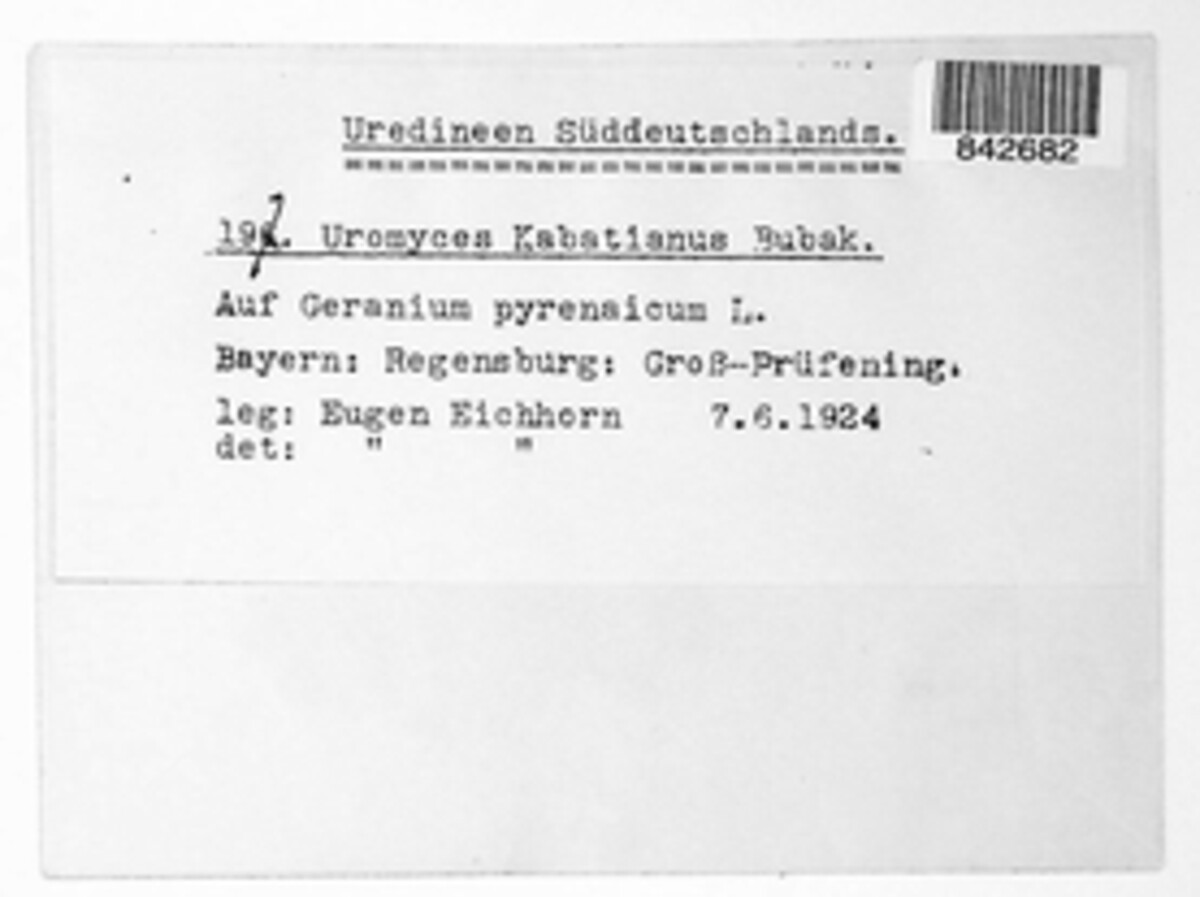 842682
Uredineen Süddeutschlands.
197. Uromyces Kabatianus Bubak.
Auf Geranium pyrenaicum L.
Bayern: Regensburg: Groß-Prüfening.
leg: Eugen Eichhorn 7.6.1924
det: " "